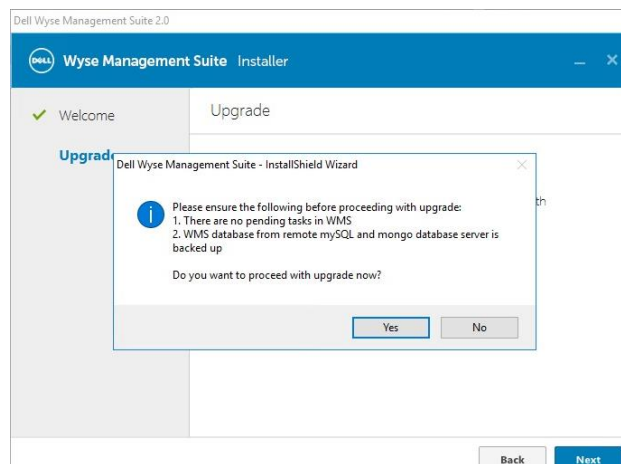 Dell Wyse Management Suite 2.0
DELL Wyse Management Suite Installer
Welcome
Upgrade
Upgrade
Dell Wyse Management Suite - InstallShield Wizard
Please ensure the following before proceeding with upgrade:
1. There are no pending tasks in WMS
2. WMS database from remote mySQL and mongo database server is
backed up
Do you want to proceed with upgrade now?
Yes No
Back Next